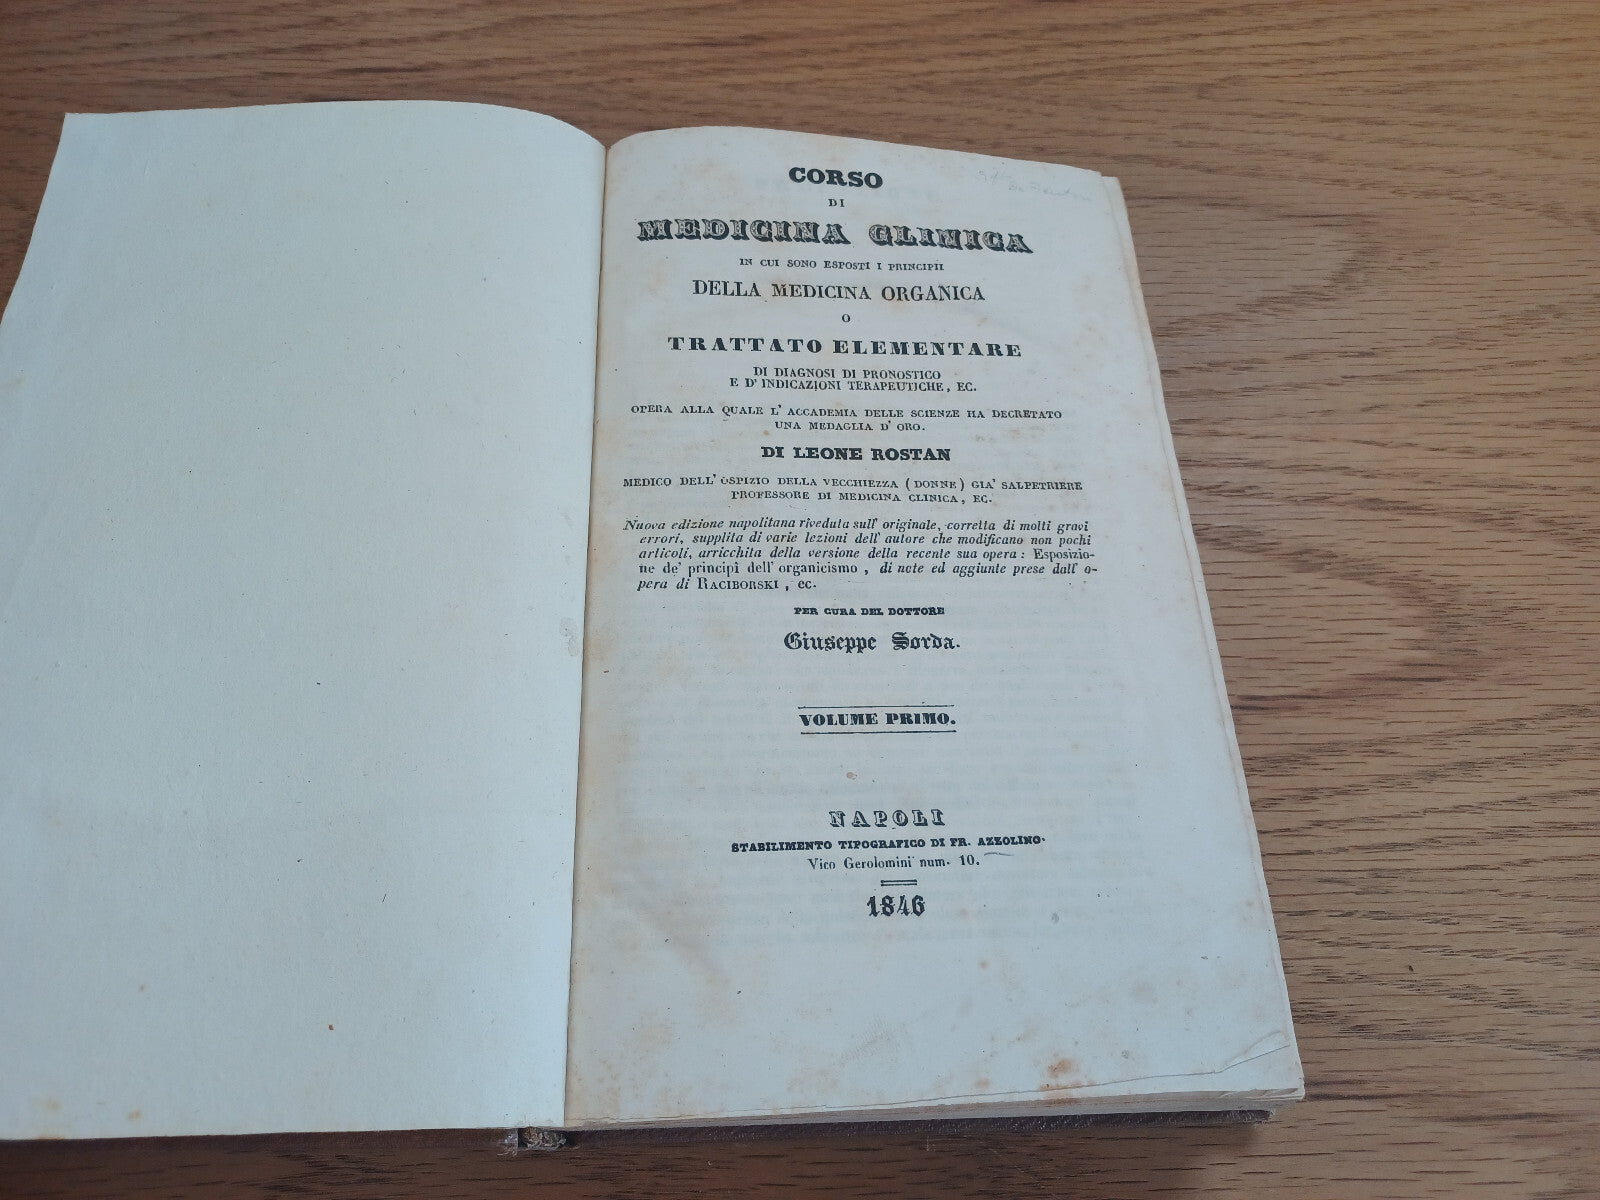 CORSO
DI
MEDICINA CLINICA
IN CUI SONO ESPOSTI I PRINCIPII
DELLA MEDICINA ORGANICA
O
TRATTATO ELEMENTARE
DI DIAGNOSI DI PRONOSTICO
E D' INDICAZIONI TERAPEUTICHE, EC.
OPERA ALLA QUALE L' ACCADEMIA DELLE SCIENZE HA DECRETATO
UNA MEDAGLIA D' ORO.
DI LEONE ROSTAN
MEDICO DELL' OSPIZIO DELLA VECCHIEZZA (DONNE) GIA' SALPETRIERE
PROFESSORE DI MEDICINA CLINICA, EC.
Nuova edizione napolitana riveduta sull' originale, corretta di molti gravi
errori, supplita di varie lezioni dell' autore che modificano non pochi
articoli, arricchita della versione della recente sua opera: Esposizio-
ne de' principi dell' organicismo, di note ed aggiunte prese dall' o-
pera di RACIBORSKI, ec.
PER CURA DEL DOTTORE
Giuseppe Sorda.
VOLUME PRIMO.
NAPOLI
STABILIMENTO TIPOGRAFICO DI FR. AZZOLINO.
Vico Gerolomini num. 10.
1846